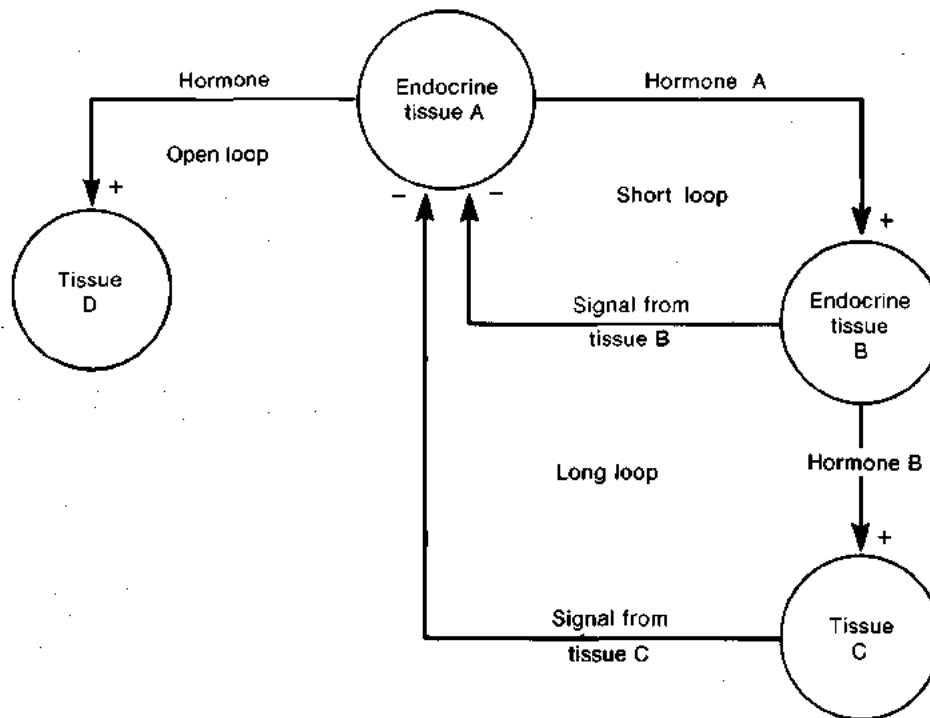 Hormone
Endocrine
tissue A
Hormone A
Open loop
+
-
-
Short loop
+
Tissue
D
Signal from
tissue B
Endocrine
tissue
B
Long loop
Hormone B
+
Signal from
tissue C
Tissue
C